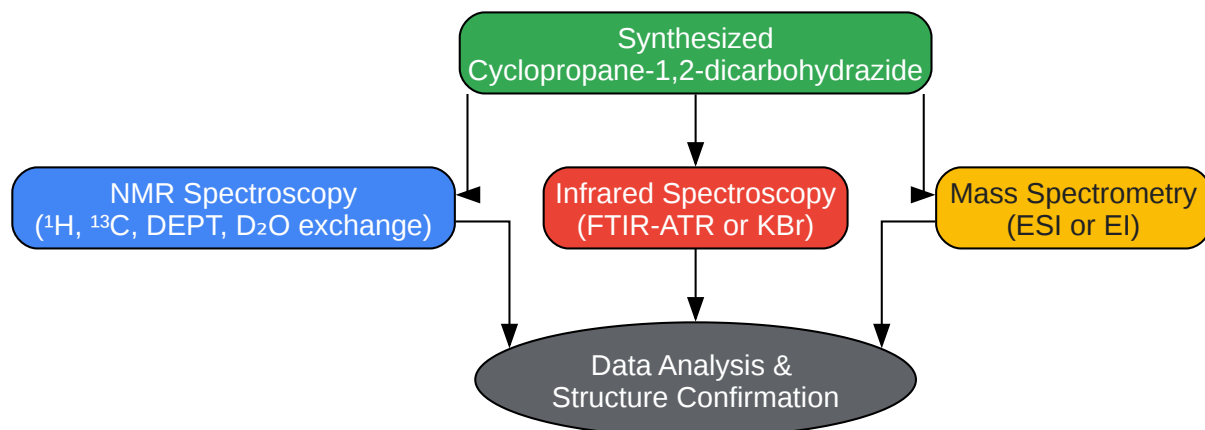 Synthesized
Cyclopropane-1,2-dicarbohydrazide
NMR Spectroscopy
(¹H, ¹³C, DEPT, D₂O exchange)
Infrared Spectroscopy
(FTIR-ATR or KBr)
Mass Spectrometry
(ESI or EI)
Data Analysis &
Structure Confirmation